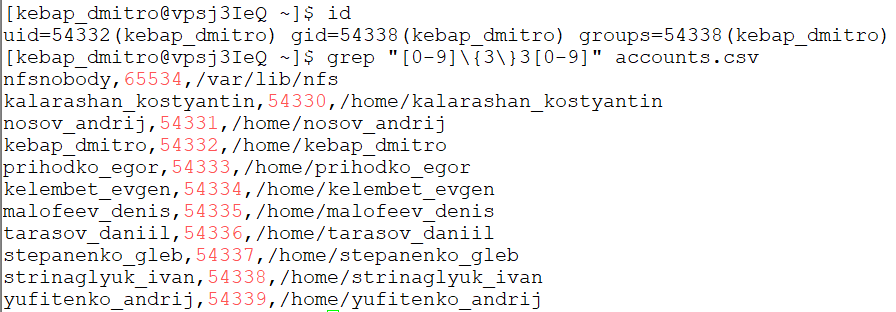 [kebap_dmitro@vpsj3IeQ ~]$ id
uid=54332(kebap_dmitro) gid=54338(kebap_dmitro) groups=54338(kebap_dmitro)
[kebap_dmitro@vpsj3IeQ ~]$ grep "[0-9]\{3\}3[0-9]" accounts.csv
nfsnobody,65534,/var/lib/nfs
kalarashan_kostyantin,54330,/home/kalarashan_kostyantin
nosov_andrij,54331,/home/nosov_andrij
kebap_dmitro,54332,/home/kebap_dmitro
prihodko_egor,54333,/home/prihodko_egor
kelembet_evgen,54334,/home/kelembet_evgen
malofeev_denis,54335,/home/malofeev_denis
tarasov_daniil,54336,/home/tarasov_daniil
stepanenko_gleb,54337,/home/stepanenko_gleb
strinaglyuk_ivan,54338,/home/strinaglyuk_ivan
yufitenko_andrij,54339,/home/yufitenko_andrij